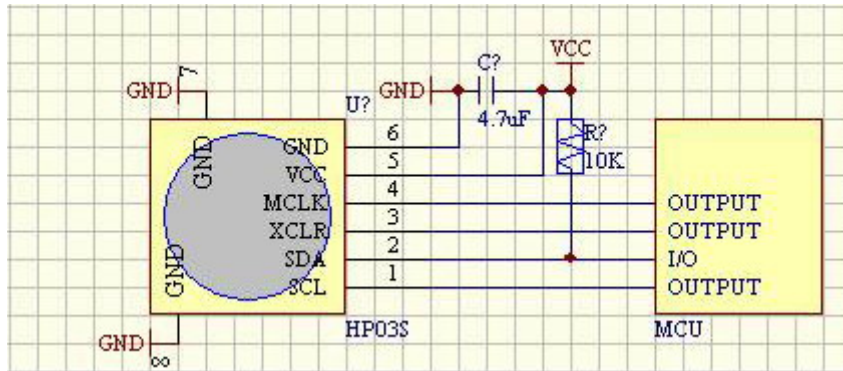 VCC
C?
7
GND
U?
GND
4.7uF
R?
10K
6
GND
GND
5
VCC
4
MCLK
OUTPUT
3
XCLR
OUTPUT
2
SDA
I/O
1
GND
SCL
OUTPUT
HP03S
MCU
GND
8